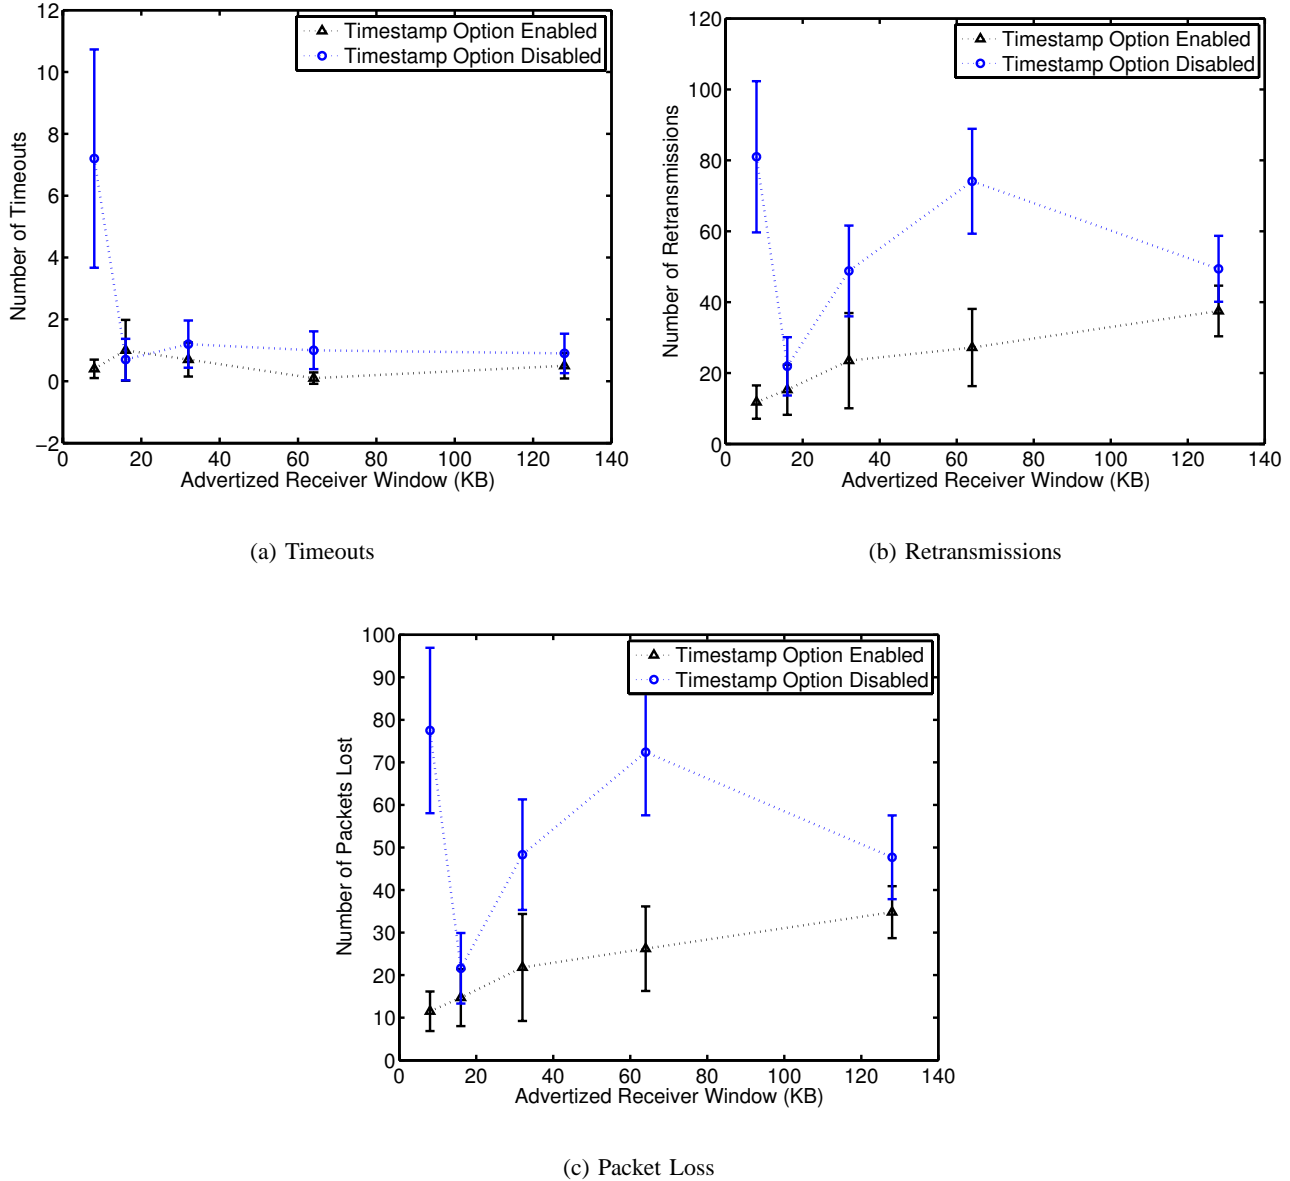 12
10
8
6
4
2
0
−2
Number of Timeouts
Timestamp Option Enabled
Timestamp Option Disabled
0 20 40 60 80 100 120 140
Advertized Receiver Window (KB)
(a) Timeouts
120
100
80
60
40
20
0
Number of Retransmissions
Timestamp Option Enabled
Timestamp Option Disabled
0 20 40 60 80 100 120 140
Advertized Receiver Window (KB)
(b) Retransmissions
100
90
80
70
60
50
40
30
20
10
0
Number of Packets Lost
Timestamp Option Enabled
Timestamp Option Disabled
0 20 40 60 80 100 120 140
Advertized Receiver Window (KB)
(c) Packet Loss